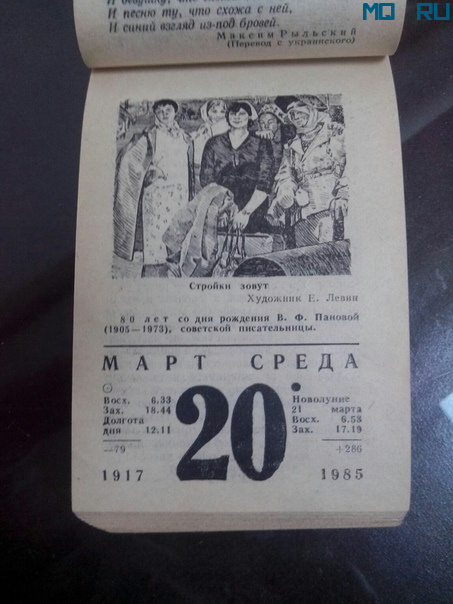 MQ RU
И песню ту, что схожа с ней,
И синий взгляд из-под бровей.
Максим Рыльский
(Перевод с украинского)
Стройки зовут
Художник Е. Левин
80 лет со дня рождения В. Ф. Пановой
(1905—1973), советской писательницы.
МАРТ СРЕДА
Восх. 6.33
Зах. 18.44
Долгота
дня 12.11
—79
1917
20
Новолуние
21 марта
Восх. 6.53
Зах. 17.19
+286
1985